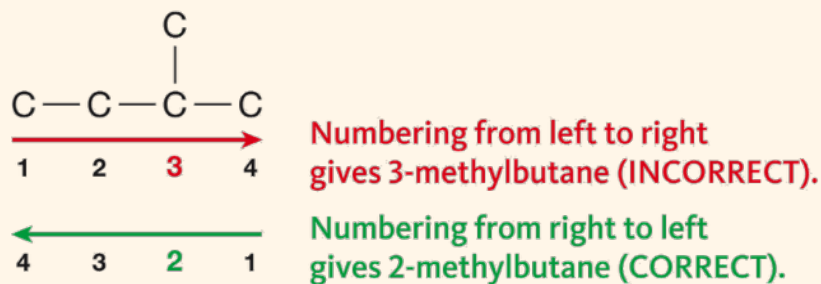 C
C — C — C — C
1 2 3 4
Numbering from left to right
gives 3-methylbutane (INCORRECT).
4 3 2 1
Numbering from right to left
gives 2-methylbutane (CORRECT).